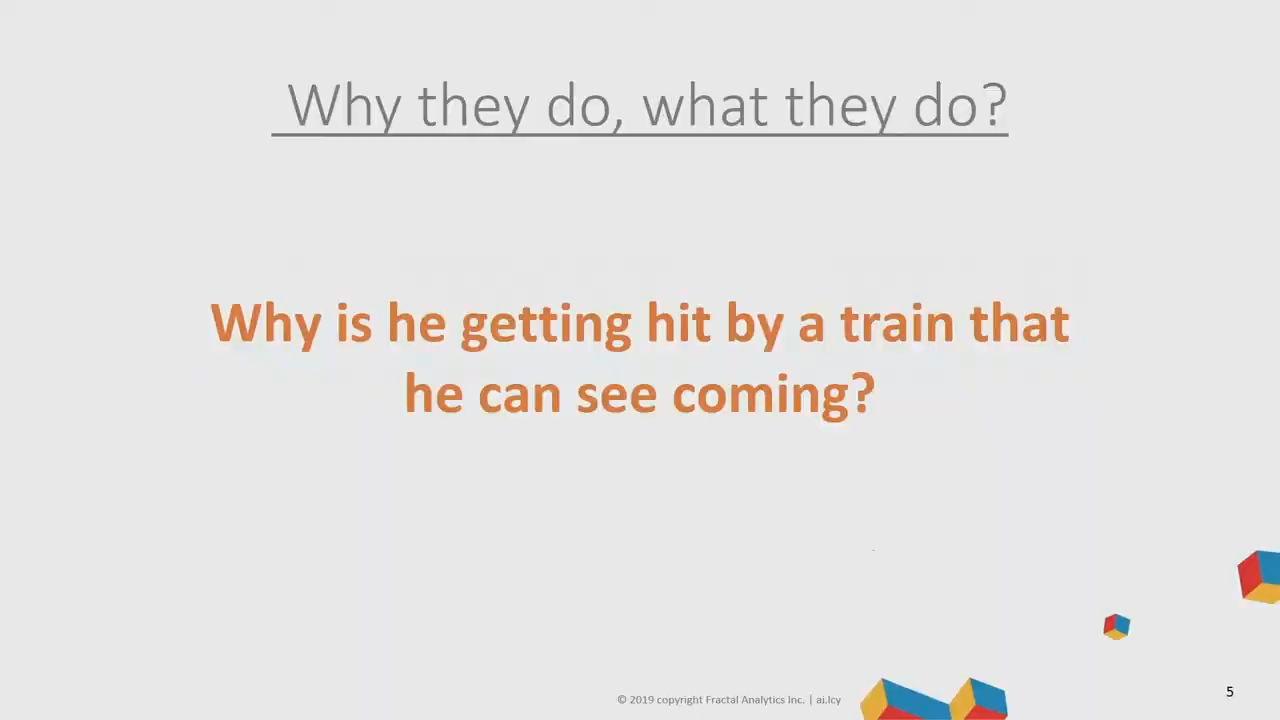 Why they do, what they do?
Why is he getting hit by a train that
he can see coming?
© 2019 copyright Fractal Analytics Inc. | ai.lcy
5